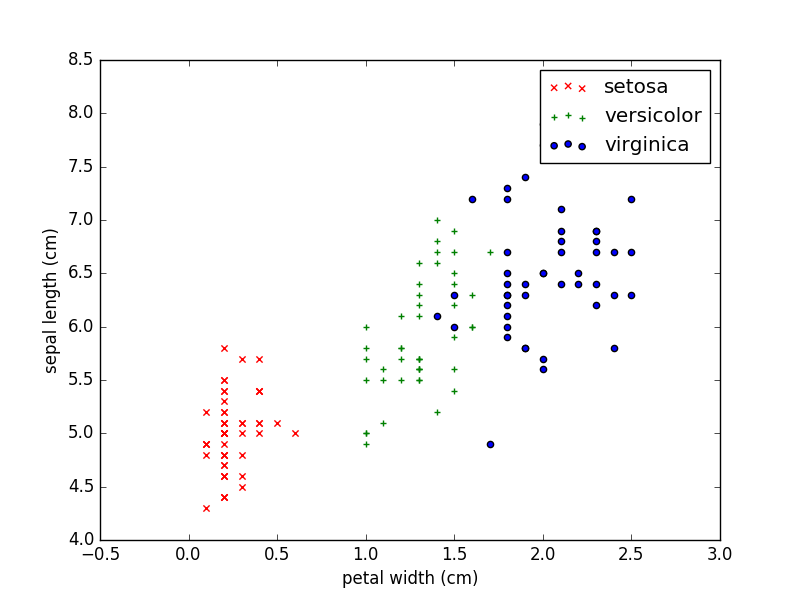 8.5
8.0
7.5
7.0
6.5
6.0
5.5
5.0
4.5
4.0
sepal length (cm)
setosa
versicolor
virginica
−0.5 0.0 0.5 1.0 1.5 2.0 2.5 3.0
petal width (cm)